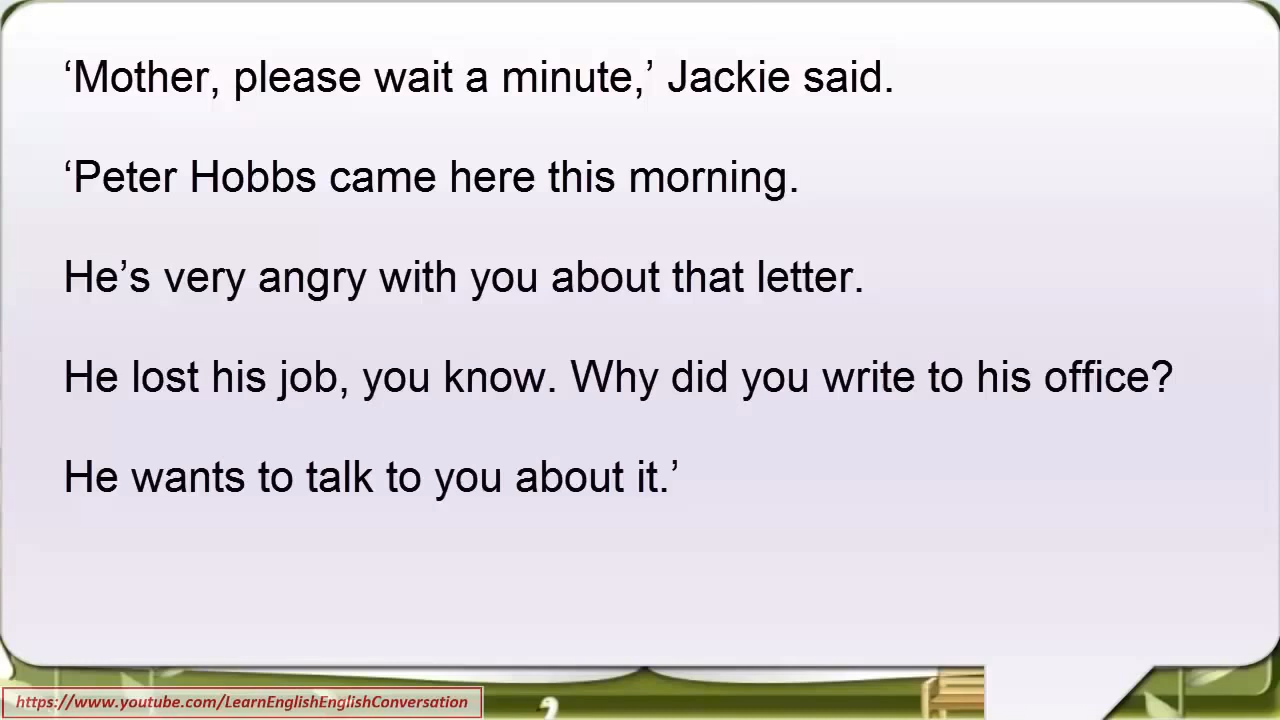 ‘Mother, please wait a minute,’ Jackie said.
‘Peter Hobbs came here this morning.
He’s very angry with you about that letter.
He lost his job, you know. Why did you write to his office?
He wants to talk to you about it.’
https://www.youtube.com/LearnEnglishEnglishConversation